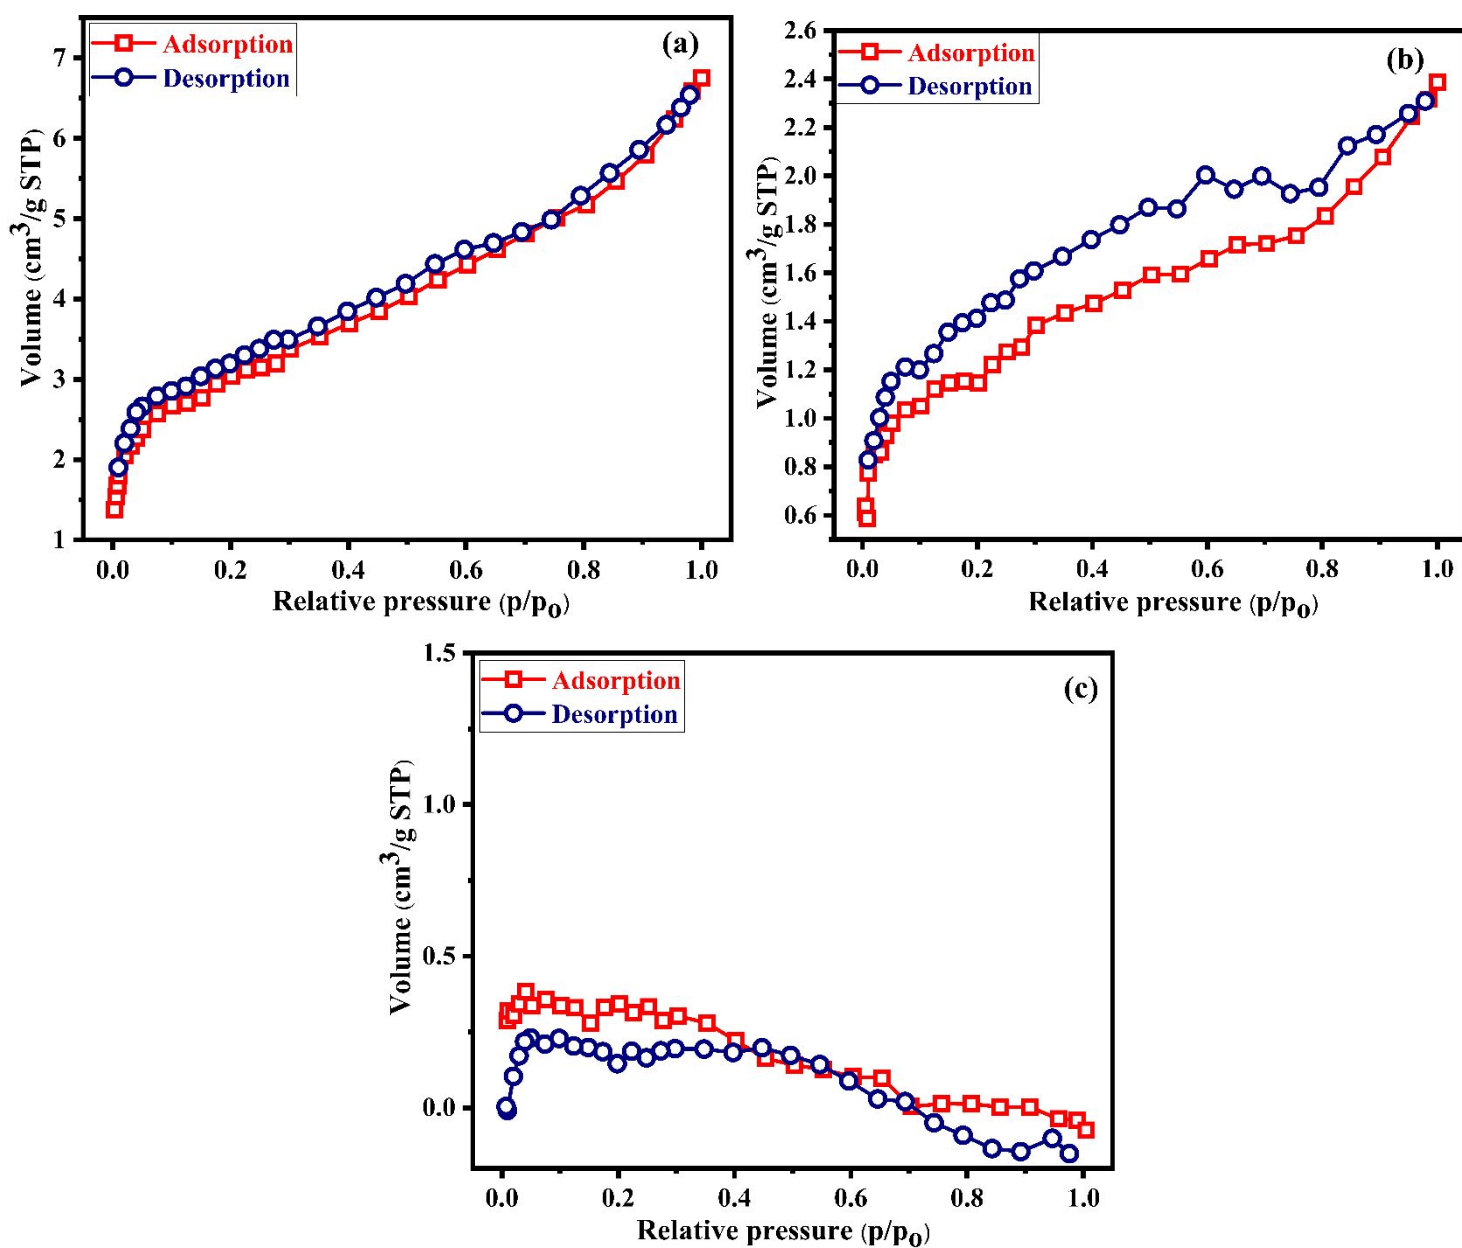 Adsorption
Desorption
(a)
7
6
5
4
3
2
1
Volume (cm³/g STP)
0.0 0.2 0.4 0.6 0.8 1.0
Relative pressure (p/p₀)
Adsorption
Desorption
(b)
2.6
2.4
2.2
2.0
1.8
1.6
1.4
1.2
1.0
0.8
0.6
Volume (cm³/g STP)
0.0 0.2 0.4 0.6 0.8 1.0
Relative pressure (p/p₀)
Adsorption
Desorption
(c)
1.5
1.0
0.5
0.0
Volume (cm³/g STP)
0.0 0.2 0.4 0.6 0.8 1.0
Relative pressure (p/p₀)